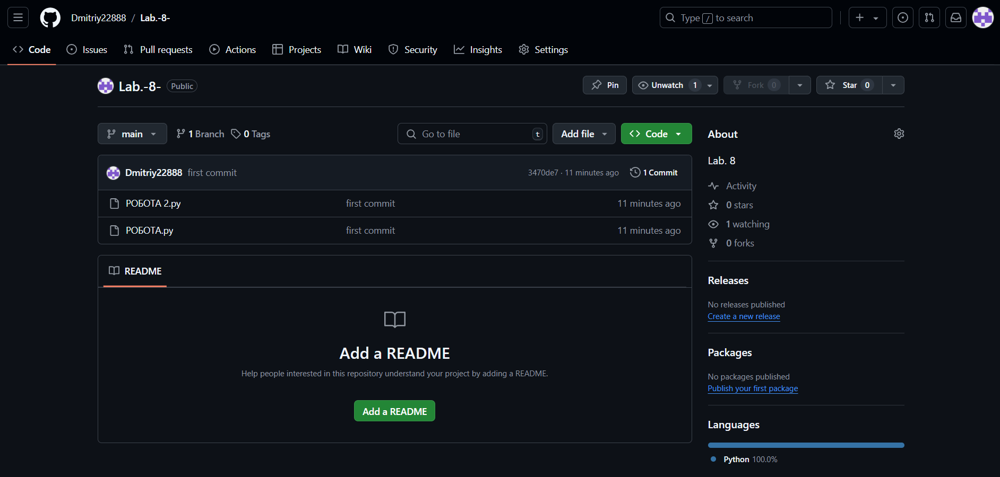 Dmitriy22888 / Lab.-8-
Type / to search
Code Issues Pull requests Actions Projects Wiki Security Insights Settings
Lab.-8- Public
Pin Unwatch 1 Fork 0 Star 0
main 1 Branch 0 Tags Go to file t Add file Code
Dmitriy22888 first commit 3470de7 · 11 minutes ago 1 Commit
РОБОТА 2.py first commit 11 minutes ago
РОБОТА.py first commit 11 minutes ago
README
Add a README
Help people interested in this repository understand your project by adding a README.
Add a README
About
Lab. 8
Activity
0 stars
1 watching
0 forks
Releases
No releases published
Create a new release
Packages
No packages published
Publish your first package
Languages
Python 100.0%